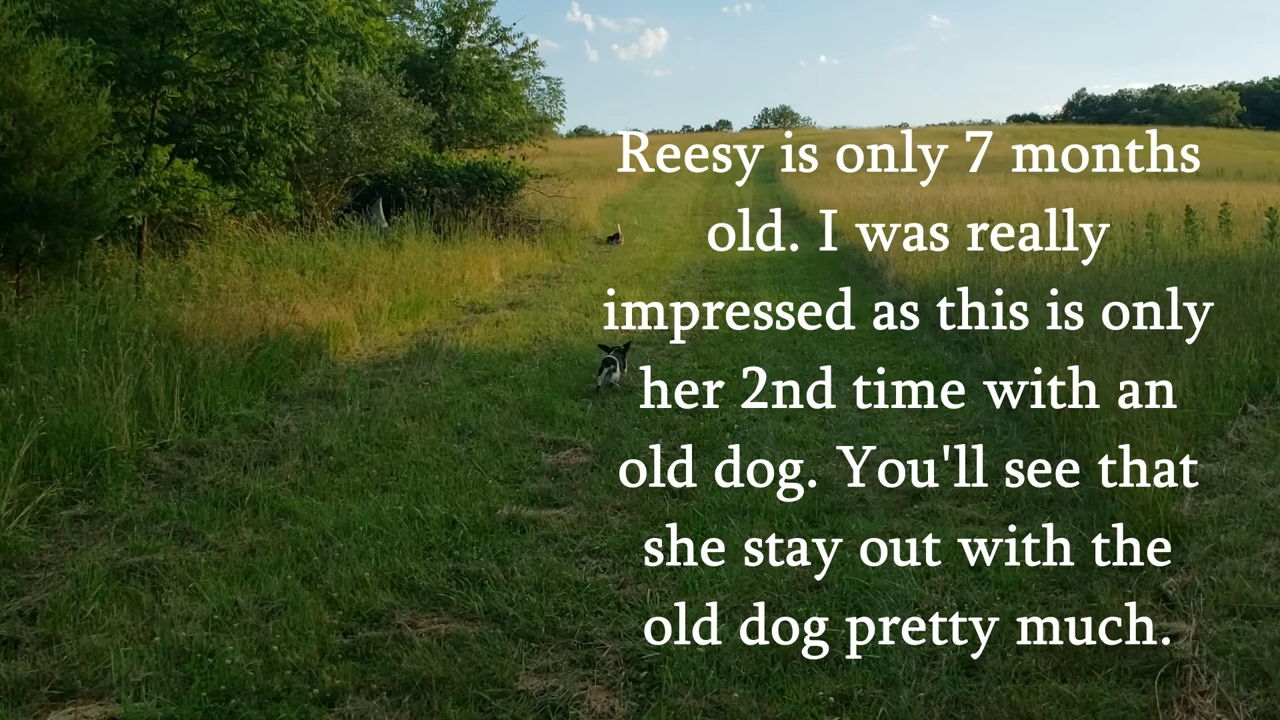 Reesy is only 7 months
old. I was really
impressed as this is only
her 2nd time with an
old dog. You'll see that
she stay out with the
old dog pretty much.